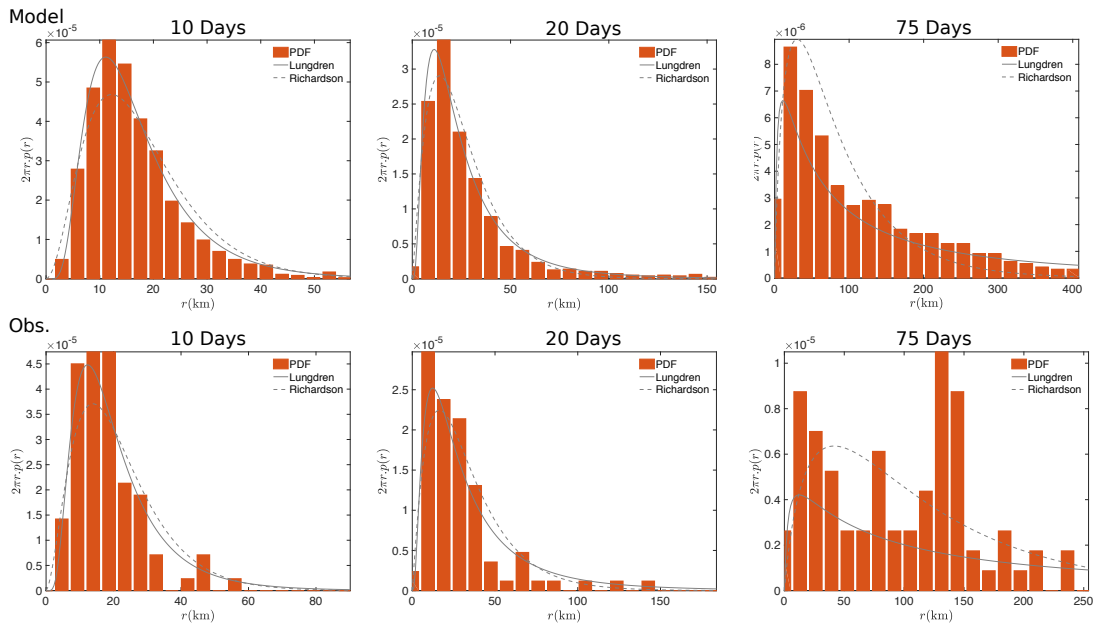 Model
10 Days
×10⁻⁵
6
5
4
3
2
1
0
2πr.p(r)
0 10 20 30 40 50
r(km)
PDF
Lungdren
Richardson
20 Days
×10⁻⁵
3.5
3
2.5
2
1.5
1
0.5
0
2πr.p(r)
0 50 100 150
r(km)
PDF
Lungdren
Richardson
75 Days
×10⁻⁶
8
7
6
5
4
3
2
1
0
2πr.p(r)
0 100 200 300 400
r(km)
PDF
Lungdren
Richardson
Obs.
10 Days
×10⁻⁵
4.5
4
3.5
3
2.5
2
1.5
1
0.5
0
2πr.p(r)
0 20 40 60 80
r(km)
PDF
Lungdren
Richardson
20 Days
×10⁻⁵
2.5
2
1.5
1
0.5
0
2πr.p(r)
0 50 100 150
r(km)
PDF
Lungdren
Richardson
75 Days
×10⁻⁵
1
0.8
0.6
0.4
0.2
0
2πr.p(r)
0 50 100 150 200 250
r(km)
PDF
Lungdren
Richardson